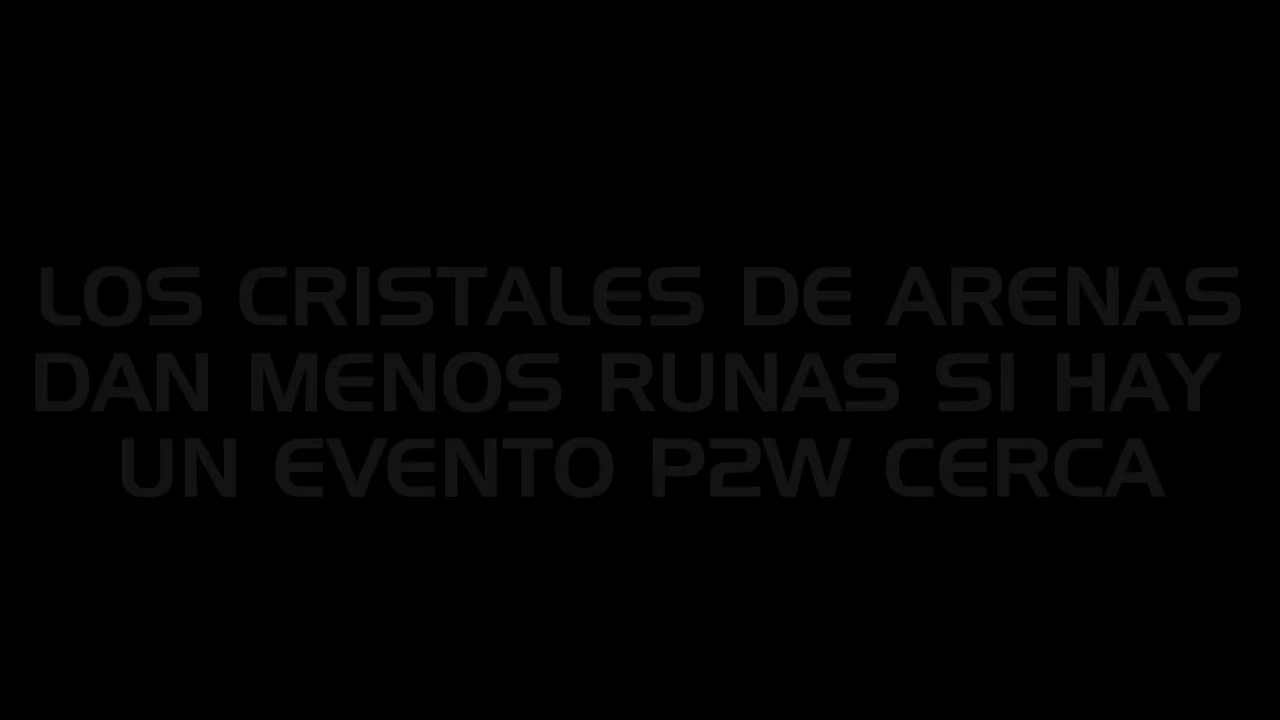 LOS CRISTALES DE ARENAS
DAN MENOS RUNAS SI HAY
UN EVENTO P2W CERCA